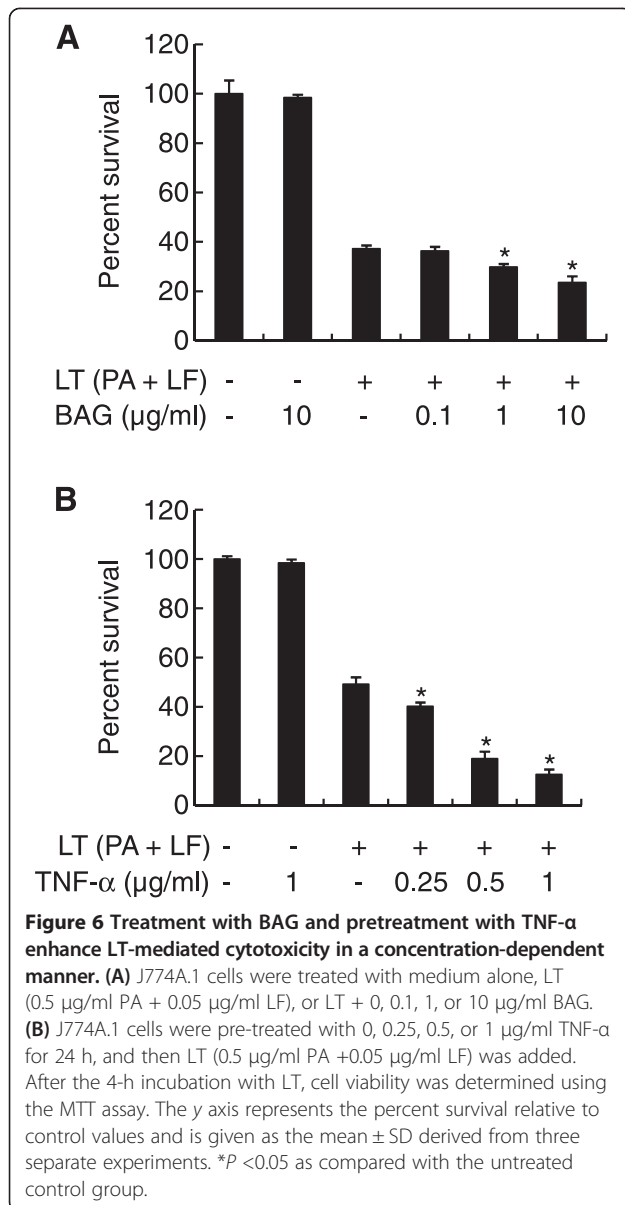 A
120
100
80
60
40
20
0
Percent survival
* *
LT (PA + LF) - - + + + +
BAG (µg/ml) - 10 - 0.1 1 10
B
120
100
80
60
40
20
0
Percent survival
* * *
LT (PA + LF) - - + + + +
TNF-α (µg/ml) - 1 - 0.25 0.5 1
Figure 6 Treatment with BAG and pretreatment with TNF-α
enhance LT-mediated cytotoxicity in a concentration-dependent
manner. (A) J774A.1 cells were treated with medium alone, LT
(0.5 µg/ml PA + 0.05 µg/ml LF), or LT + 0, 0.1, 1, or 10 µg/ml BAG.
(B) J774A.1 cells were pre-treated with 0, 0.25, 0.5, or 1 µg/ml TNF-α
for 24 h, and then LT (0.5 µg/ml PA +0.05 µg/ml LF) was added.
After the 4-h incubation with LT, cell viability was determined using
the MTT assay. The y axis represents the percent survival relative to
control values and is given as the mean ± SD derived from three
separate experiments. *P <0.05 as compared with the untreated
control group.